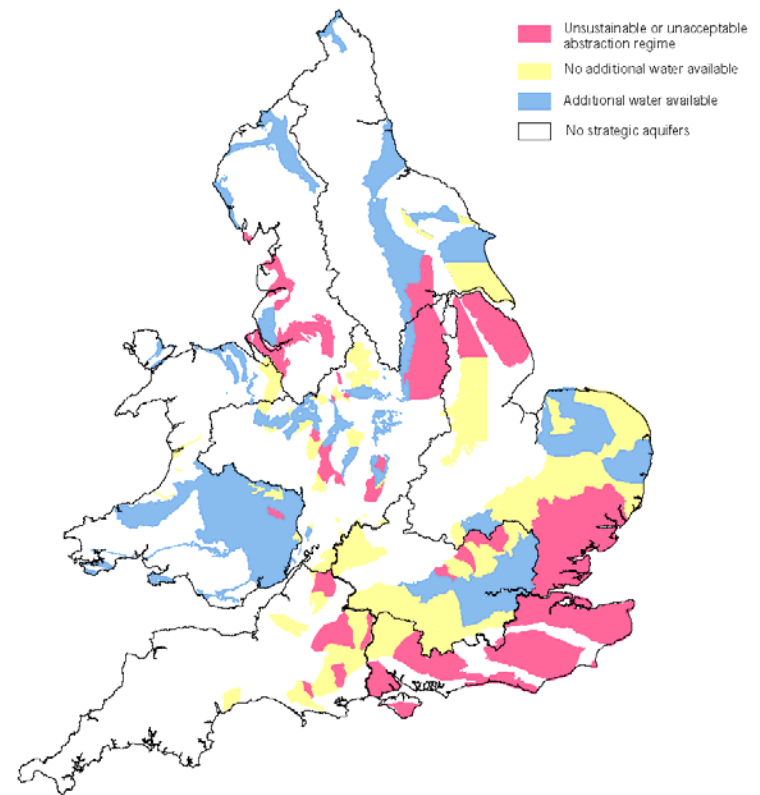 Unsustainable or unacceptable
abstraction regime
No additional water available
Additional water available
No strategic aquifers